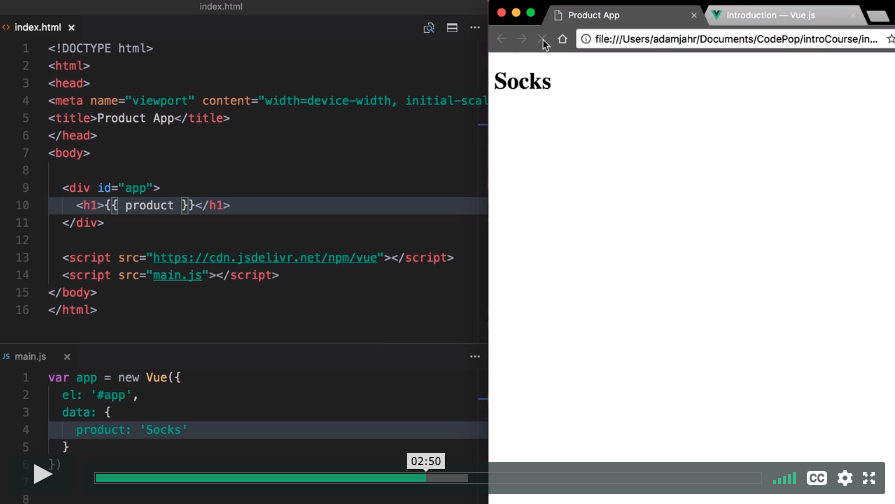 index.html
index.html
1 <!DOCTYPE html>
2 <html>
3 <head>
4 <meta name="viewport" content="width=device-width, initial-scal
5 <title>Product App</title>
6 </head>
7 <body>
8
9 <div id="app">
10 <h1>{{ product }}</h1>
11 </div>
12
13 <script src="https://cdn.jsdelivr.net/npm/vue"></script>
14 <script src="main.js"></script>
15 </body>
16 </html>
JS main.js
1 var app = new Vue({
2 el: '#app',
3 data: {
4 product: 'Socks'
5 }
})
8
02:50
CC
Product App
Introduction — Vue.js
file:///Users/adamjahr/Documents/CodePop/introCourse/in...
Socks